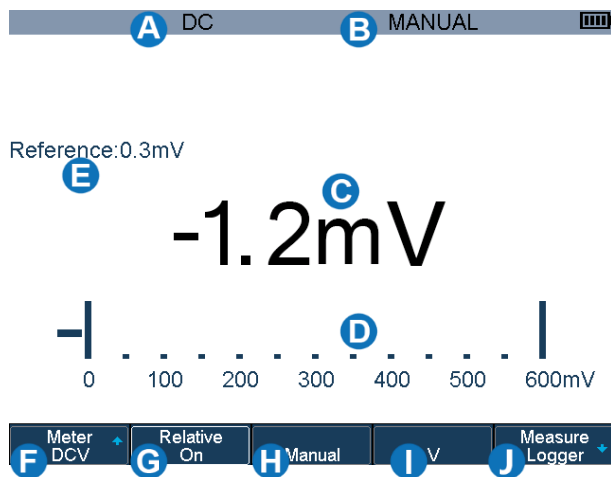 A DC B MANUAL
Reference:0.3mV
E
C
-1.2mV
D
0 100 200 300 400 500 600mV
Meter Relative Measure
F DCV G On H Manual I V J Logger